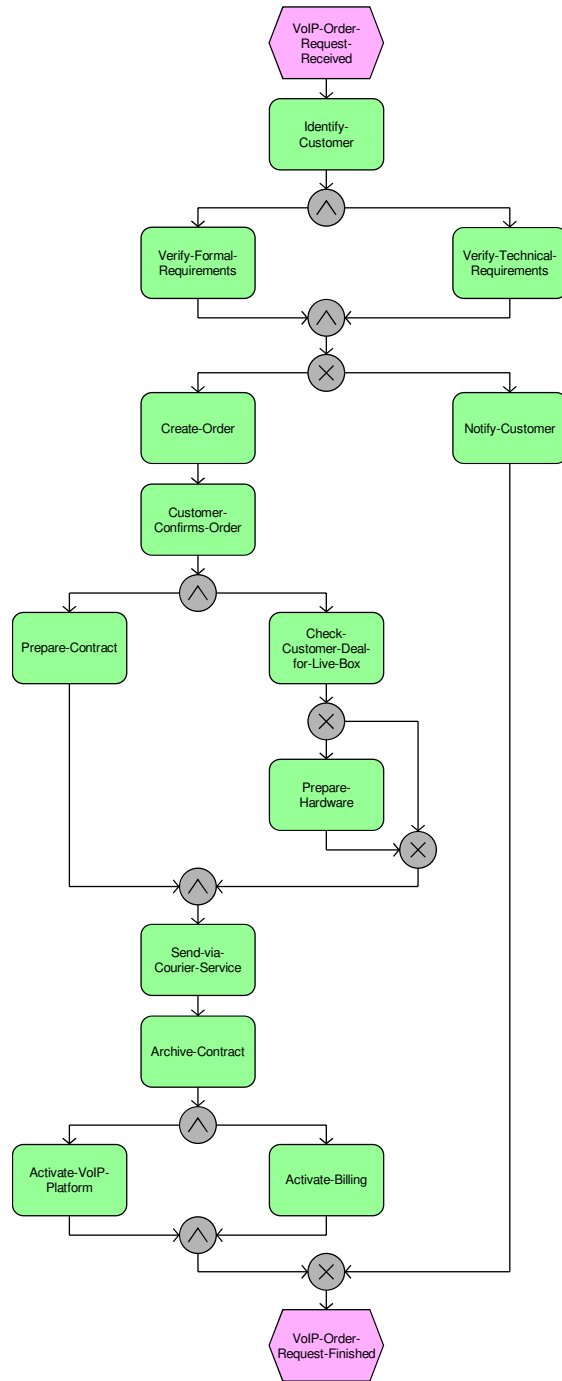 VoIP-Order-
Request-
Received
Identify-
Customer
Verify-Formal-
Requirements
Verify-Technical-
Requirements
Create-Order
Notify-Customer
Customer-
Confirms-Order
Prepare-Contract
Check-
Customer-Deal-
for-Live-Box
Prepare-
Hardware
Send-via-
Courier-Service
Archive-Contract
Activate-VoIP-
Platform
Activate-Billing
VoIP-Order-
Request-Finished